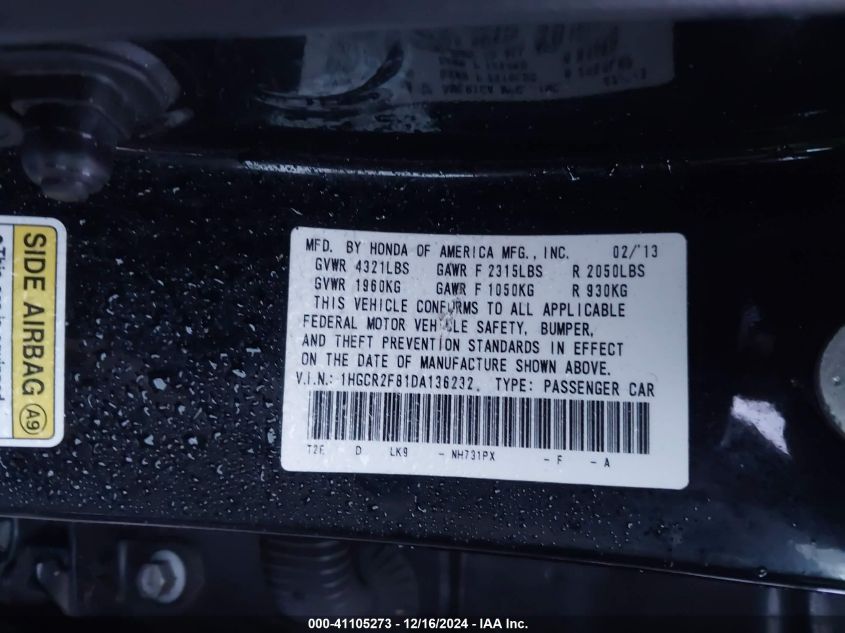 MFD. BY HONDA OF AMERICA MFG., INC. 02/'13
GVWR 4321LBS GAWR F 2315LBS R 2050LBS
GVWR 1960KG GAWR F 1050KG R 930KG
THIS VEHICLE CONFORMS TO ALL APPLICABLE
FEDERAL MOTOR VEHICLE SAFETY, BUMPER,
AND THEFT PREVENTION STANDARDS IN EFFECT
ON THE DATE OF MANUFACTURE SHOWN ABOVE.
V.I.N.: 1HGCR2F81DA136232, TYPE: PASSENGER CAR
T2F D LK9 - NH731PX - F - A
SIDE AIRBAG A9
000-41105273 - 12/16/2024 - IAA Inc.